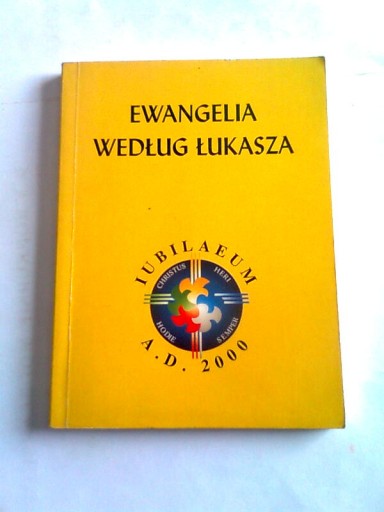 EWANGELIA
WEDŁUG ŁUKASZA
IUBILAEUM
CHRISTUS HERI
HODIE SEMPER
A.D. 2000